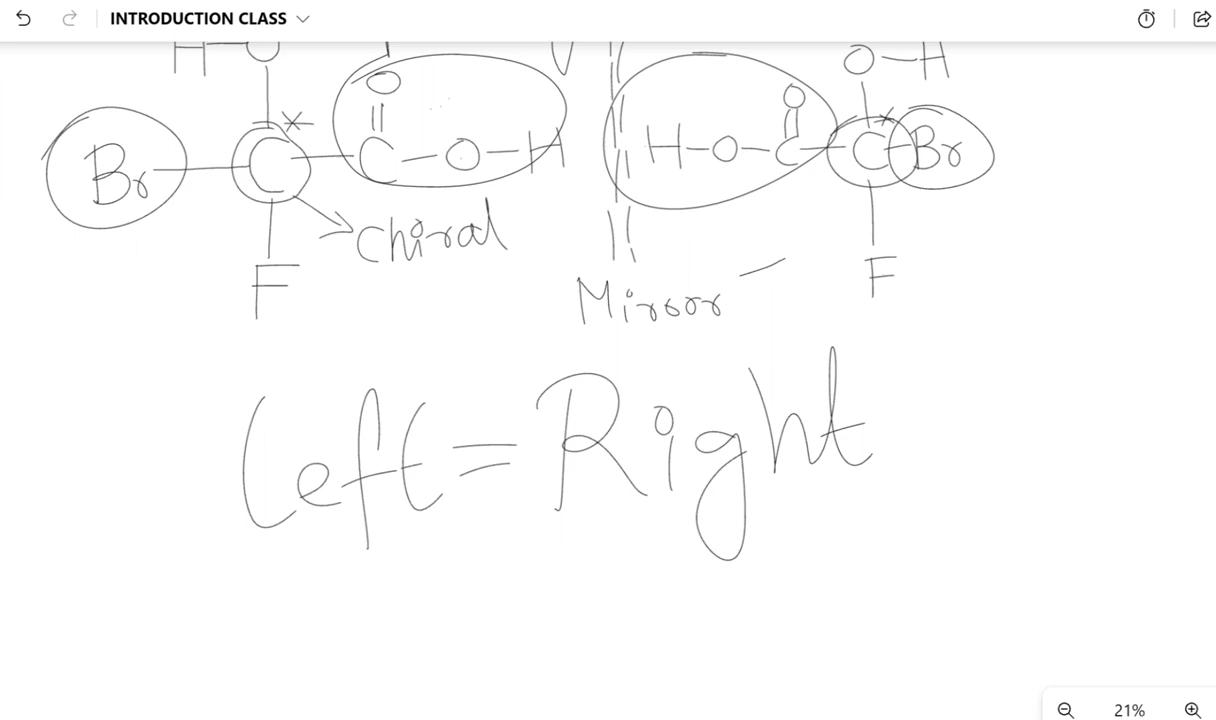 INTRODUCTION CLASS
H-O O O-H
O O
Br-C*-C-O-H H-O-C-C*-Br
Chiral
F F
Mirror
Left=Right
21%